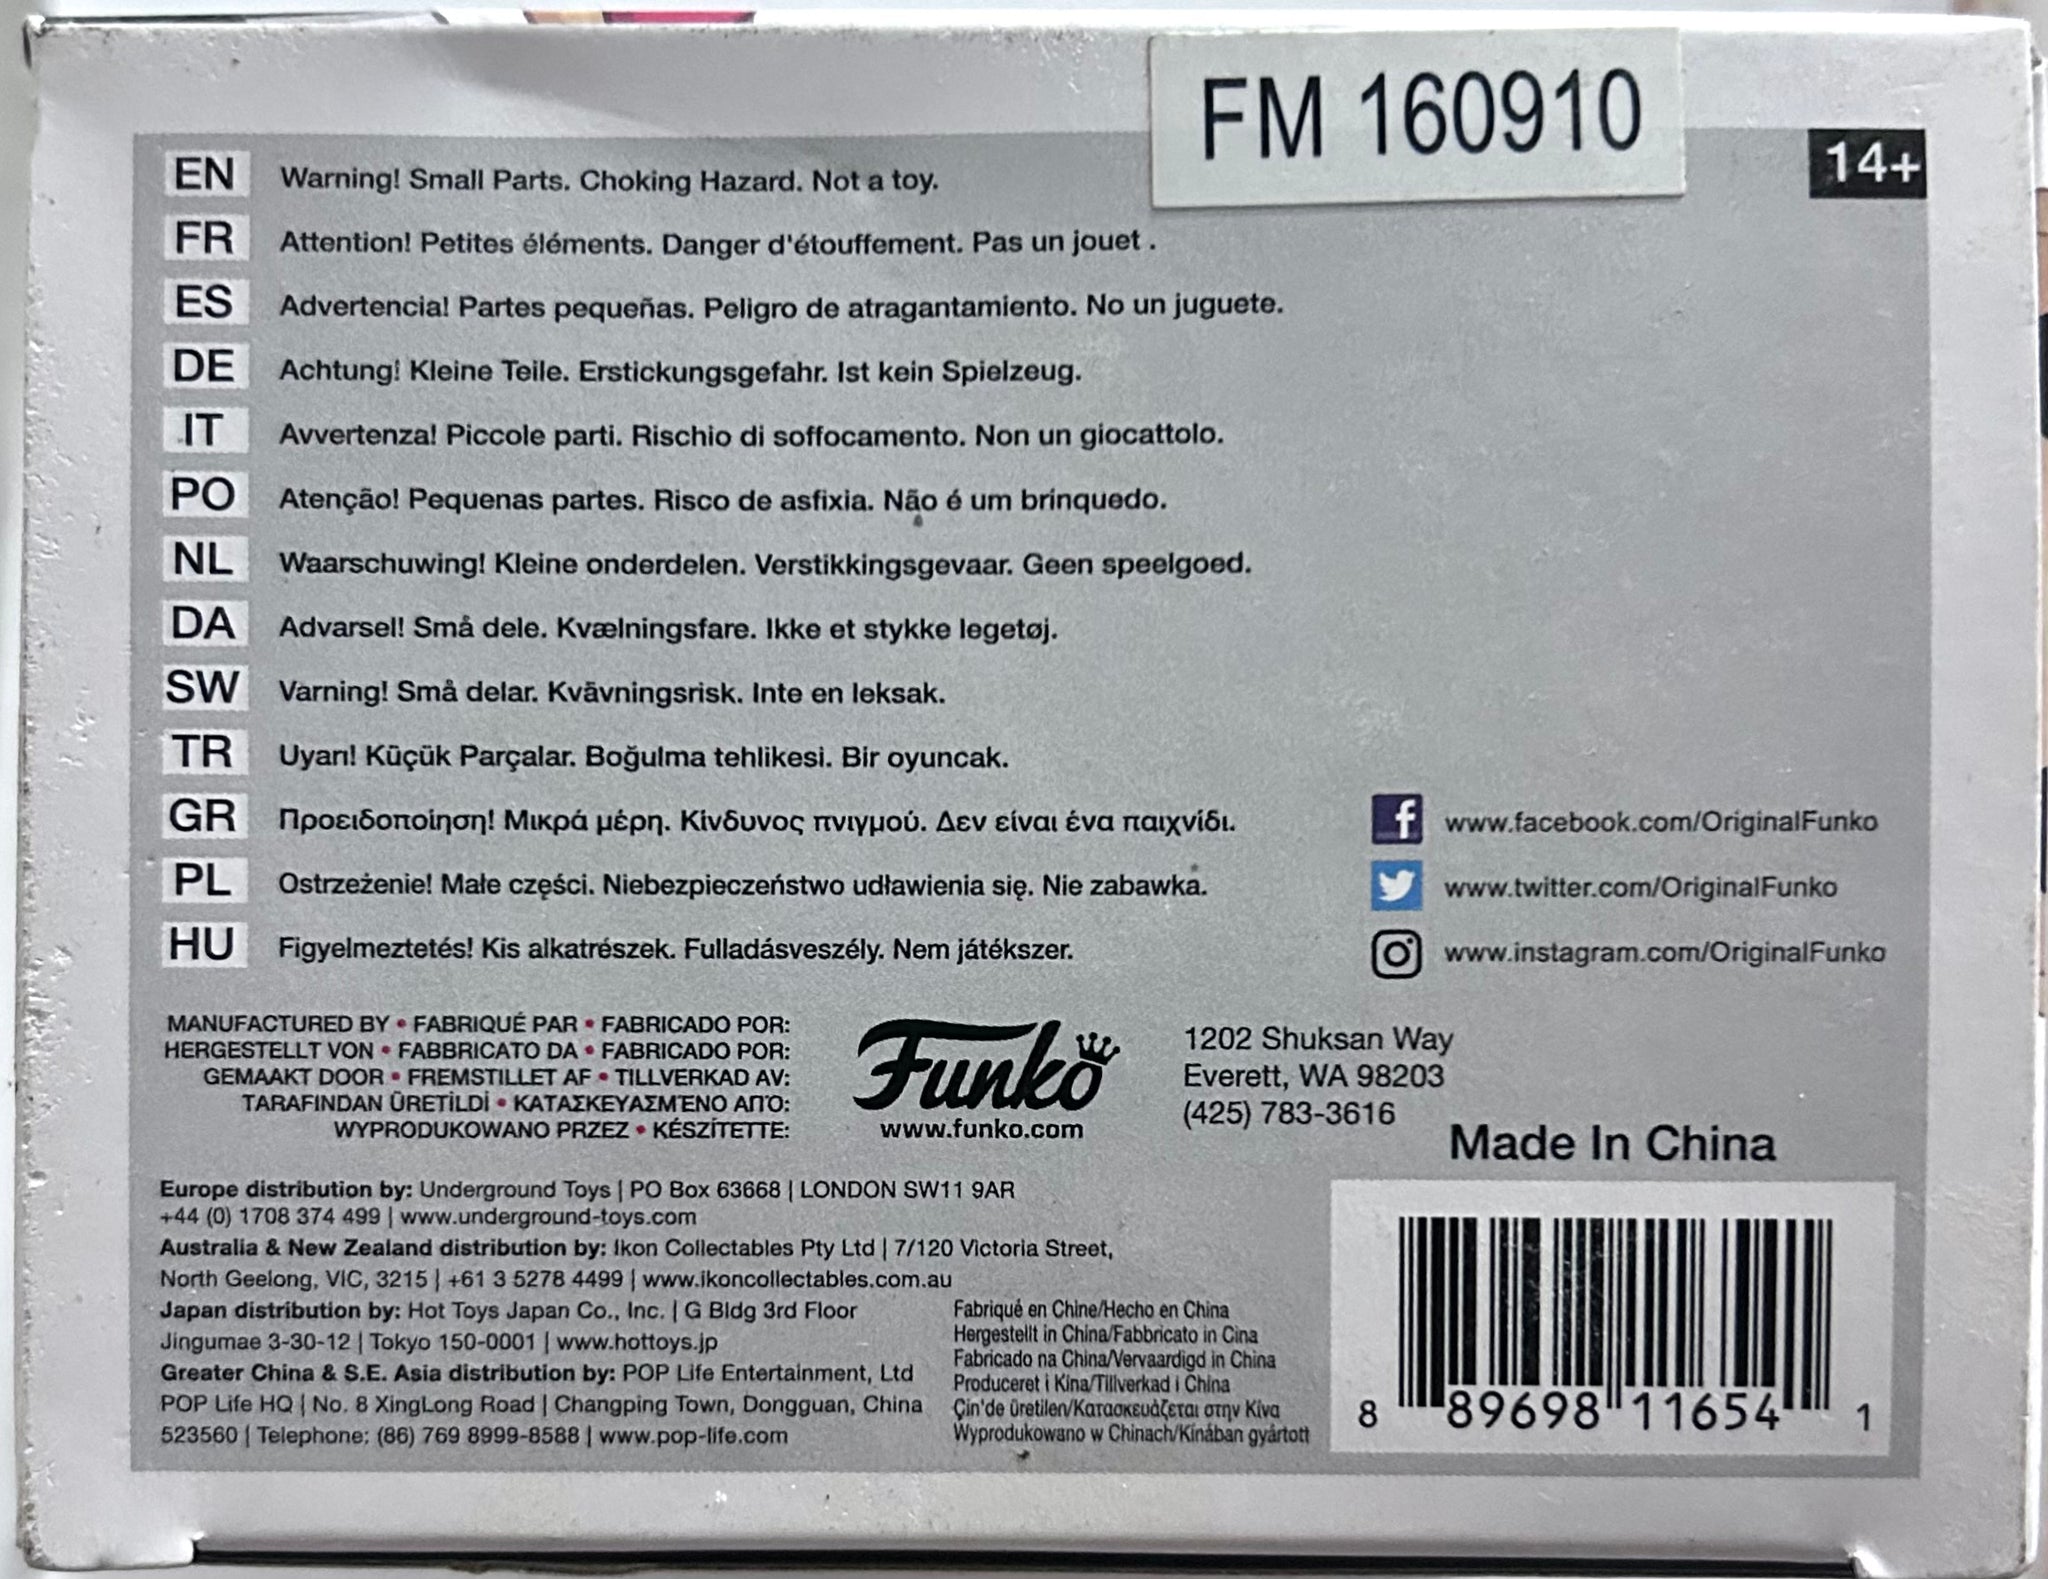 FM 160910
14+
EN Warning! Small Parts. Choking Hazard. Not a toy.
FR Attention! Petites éléments. Danger d'étouffement. Pas un jouet .
ES Advertencia! Partes pequeñas. Peligro de atragantamiento. No un juguete.
DE Achtung! Kleine Teile. Erstickungsgefahr. Ist kein Spielzeug.
IT Avvertenza! Piccole parti. Rischio di soffocamento. Non un giocattolo.
PO Atenção! Pequenas partes. Risco de asfixia. Não é um brinquedo.
NL Waarschuwing! Kleine onderdelen. Verstikkingsgevaar. Geen speelgoed.
DA Advarsel! Små dele. Kvælningsfare. Ikke et stykke legetøj.
SW Varning! Små delar. Kvävningsrisk. Inte en leksak.
TR Uyarı! Küçük Parçalar. Boğulma tehlikesi. Bir oyuncak.
GR Προειδοποίηση! Μικρά μέρη. Κίνδυνος πνιγμού. Δεν είναι ένα παιχνίδι.
PL Ostrzeżenie! Małe części. Niebezpieczeństwo udławienia się. Nie zabawka.
HU Figyelmeztetés! Kis alkatrészek. Fulladásveszély. Nem játékszer.
www.facebook.com/OriginalFunko
www.twitter.com/OriginalFunko
www.instagram.com/OriginalFunko
MANUFACTURED BY • FABRIQUÉ PAR • FABRICADO POR:
HERGESTELLT VON • FABBRICATO DA • FABRICADO POR:
GEMAAKT DOOR • FREMSTILLET AF • TILLVERKAD AV:
TARAFINDAN ÜRETİLDİ • ΚΑΤΑΣΚΕΥΑΣΜΈΝΟ ΑΠΌ:
WYPRODUKOWANO PRZEZ • KÉSZÍTETTE:
Funko
www.funko.com
1202 Shuksan Way
Everett, WA 98203
(425) 783-3616
Made In China
Europe distribution by: Underground Toys | PO Box 63668 | LONDON SW11 9AR
+44 (0) 1708 374 499 | www.underground-toys.com
Australia & New Zealand distribution by: Ikon Collectables Pty Ltd | 7/120 Victoria Street,
North Geelong, VIC, 3215 | +61 3 5278 4499 | www.ikoncollectables.com.au
Japan distribution by: Hot Toys Japan Co., Inc. | G Bldg 3rd Floor
Jingumae 3-30-12 | Tokyo 150-0001 | www.hottoys.jp
Greater China & S.E. Asia distribution by: POP Life Entertainment, Ltd
POP Life HQ | No. 8 XingLong Road | Changping Town, Dongguan, China
523560 | Telephone: (86) 769 8999-8588 | www.pop-life.com
Fabriqué en Chine/Hecho en China
Hergestellt in China/Fabbricato in Cina
Fabricado na China/Vervaardigd in China
Produceret i Kina/Tillverkad i China
Çin'de üretilen/Κατασκευάζεται στην Κίνα
Wyprodukowano w Chinach/Kínában gyártott
8 89698 11654 1